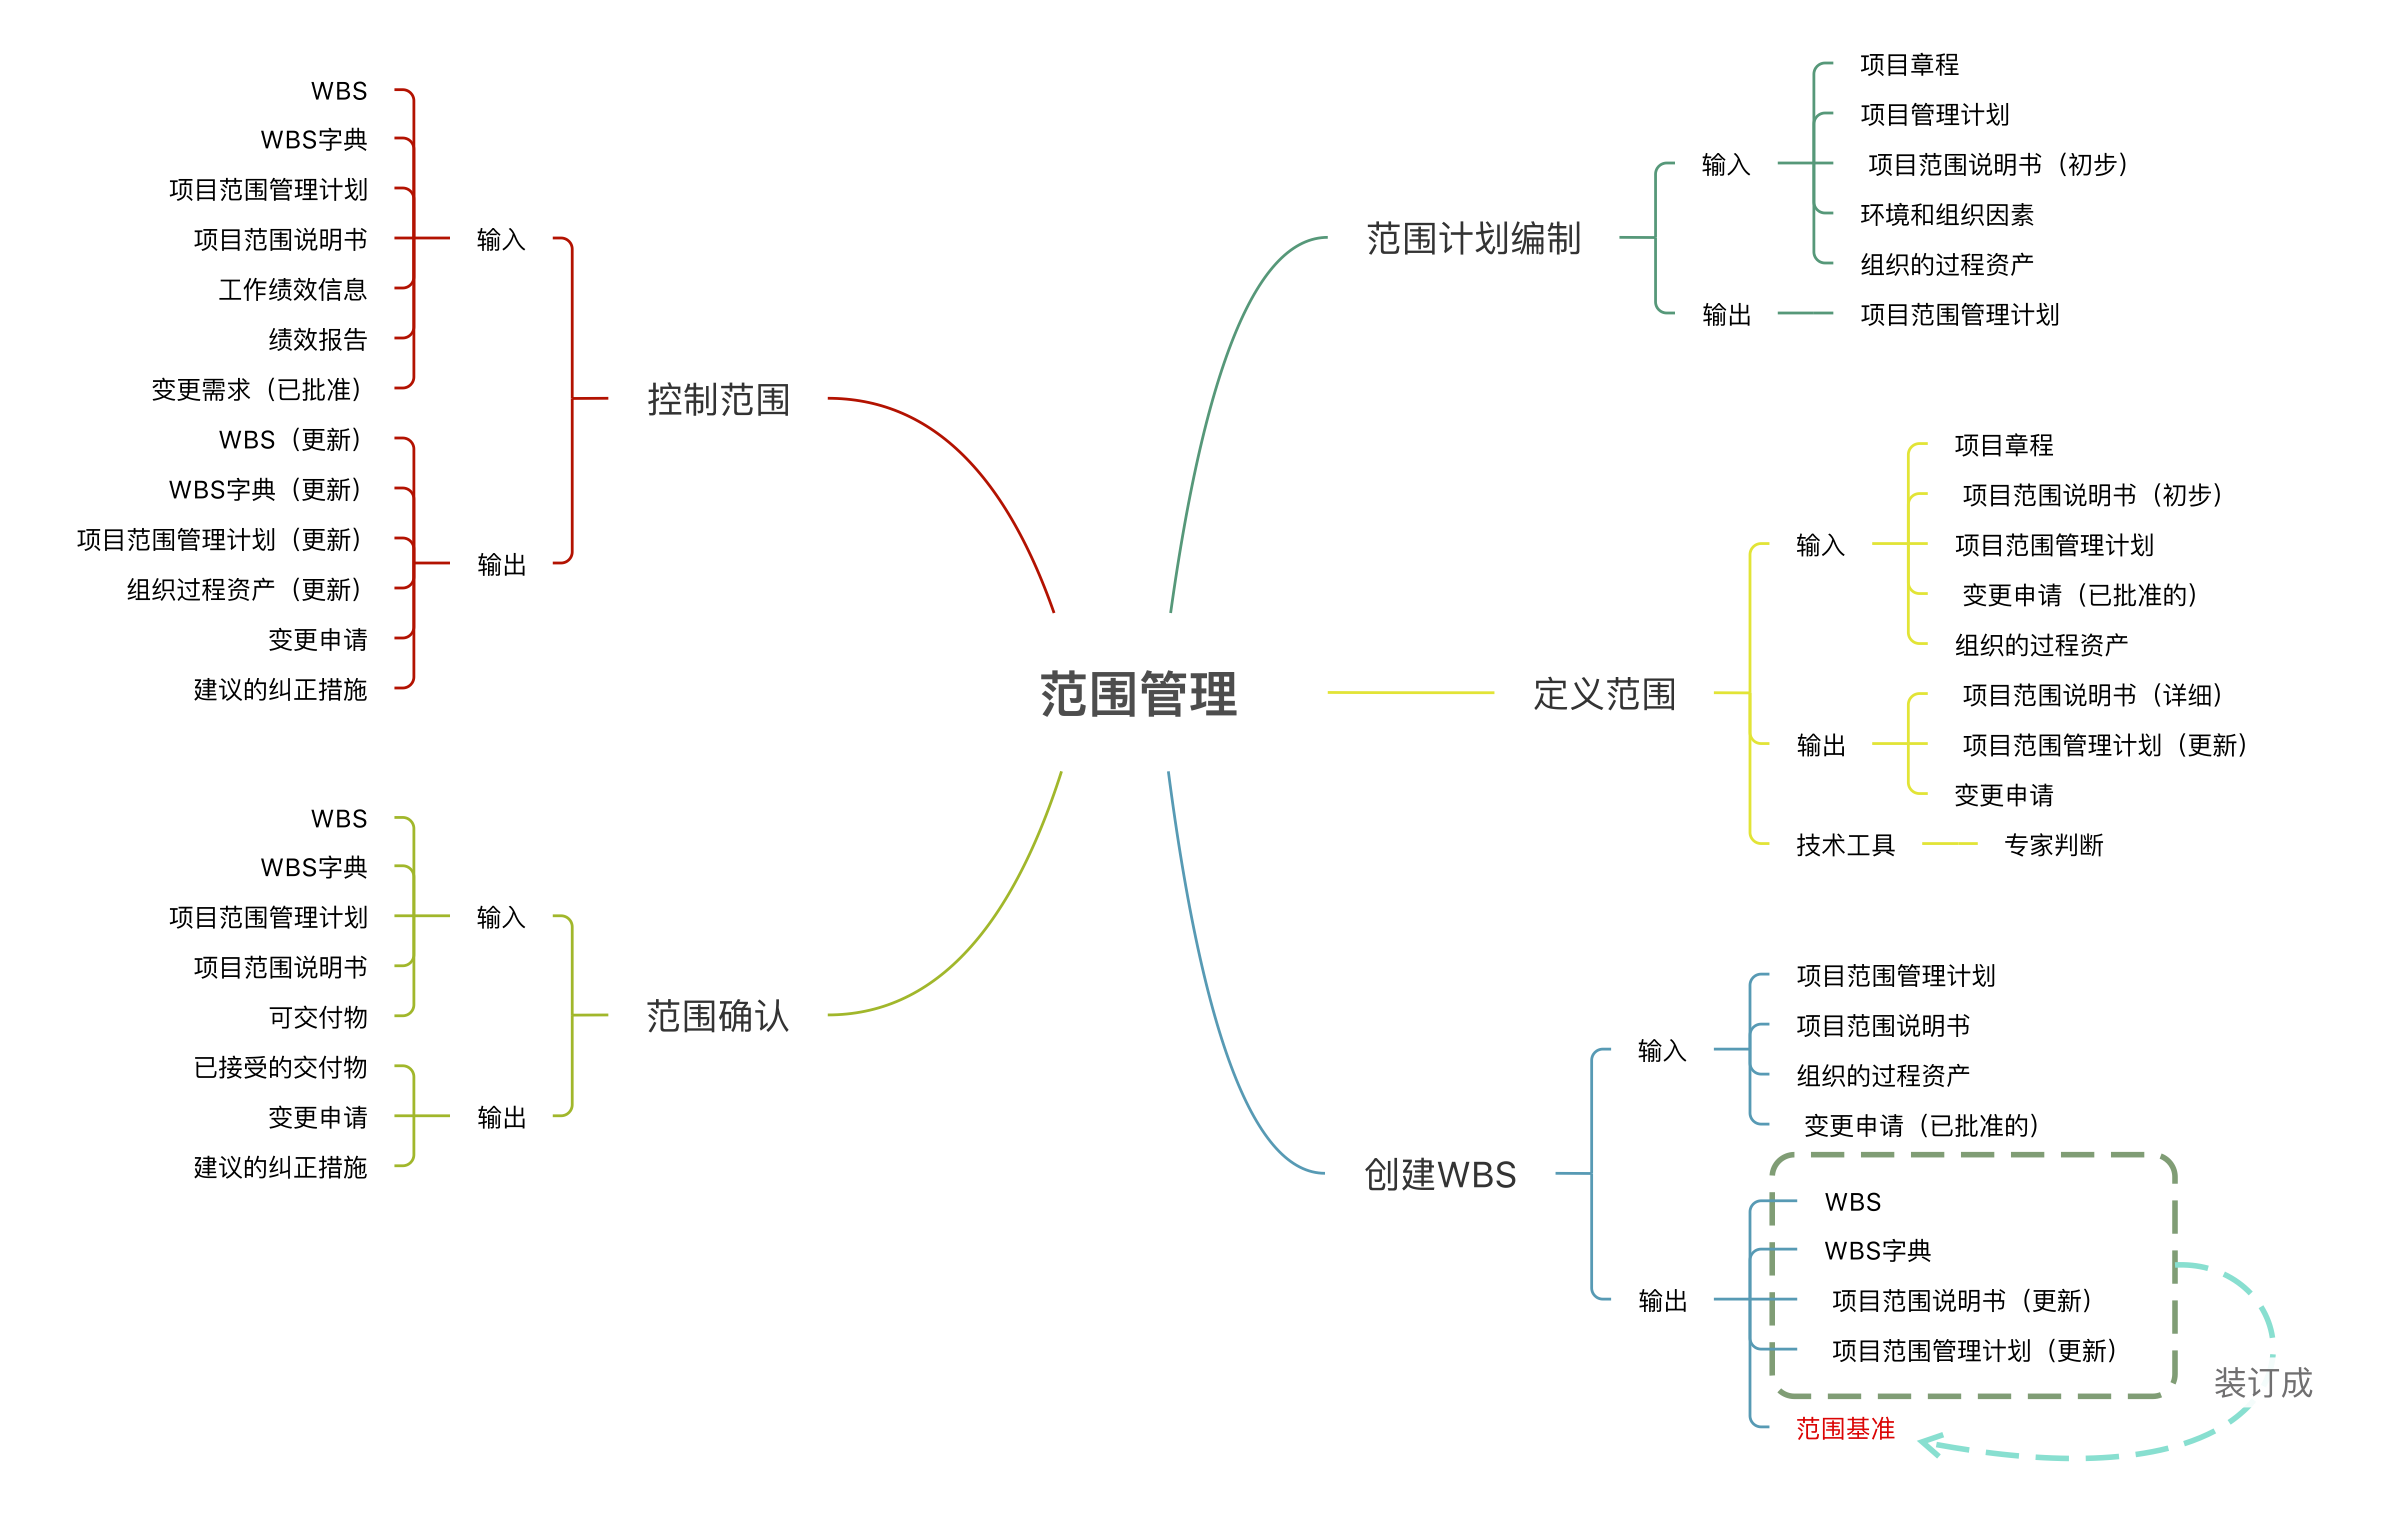 范围管理
范围计划编制
输入
项目章程
项目管理计划
项目范围说明书（初步）
环境和组织因素
组织的过程资产
输出
项目范围管理计划
定义范围
输入
项目章程
项目范围说明书（初步）
项目范围管理计划
变更申请（已批准的）
组织的过程资产
输出
项目范围说明书（详细）
项目范围管理计划（更新）
变更申请
技术工具
专家判断
创建WBS
输入
项目范围管理计划
项目范围说明书
组织的过程资产
变更申请（已批准的）
输出
WBS
WBS字典
项目范围说明书（更新）
项目范围管理计划（更新）
范围基准
装订成
控制范围
输入
WBS
WBS字典
项目范围管理计划
项目范围说明书
工作绩效信息
绩效报告
变更需求（已批准）
输出
WBS（更新）
WBS字典（更新）
项目范围管理计划（更新）
组织过程资产（更新）
变更申请
建议的纠正措施
范围确认
输入
WBS
WBS字典
项目范围管理计划
项目范围说明书
可交付物
输出
已接受的交付物
变更申请
建议的纠正措施